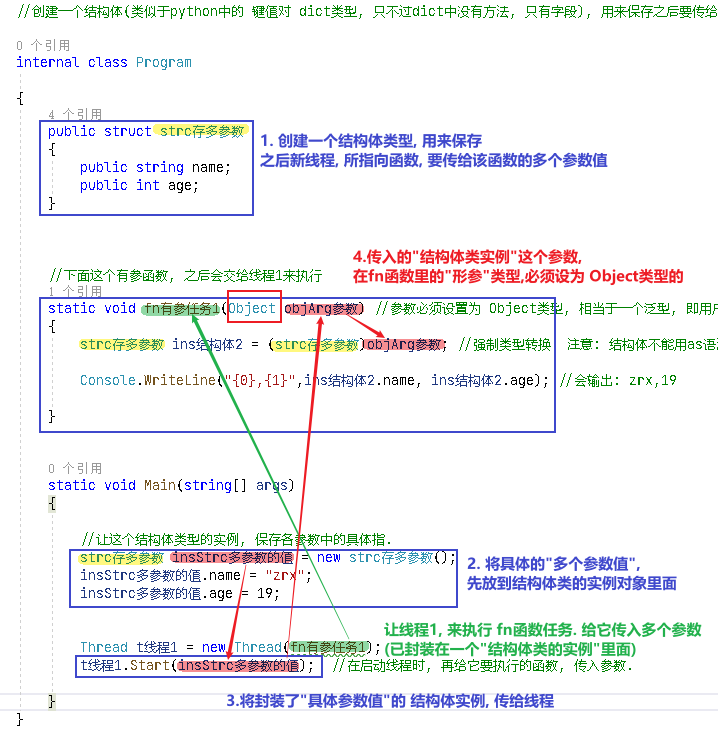 //创建一个结构体(类似于python中的 键值对 dict类型, 只不过dict中没有方法, 只有字段), 用来保存之后要传给
0 个引用
internal class Program
{
4 个引用
public struct strc存多参数
{
public string name;
public int age;
}
1. 创建一个结构体类型, 用来保存
之后新线程, 所指向函数, 要传给该函数的多个参数值
4.传入的"结构体类实例"这个参数,
在fn函数里的"形参"类型,必须设为 Object类型的
//下面这个有参函数, 之后会交给线程1来执行
1 个引用
static void fn有参任务1(Object objArg参数) //参数必须设置为 Object类型, 相当于一个泛型, 即用户
{
strc存多参数 ins结构体2 = (strc存多参数)objArg参数; //强制类型转换 注意: 结构体不能用as语
Console.WriteLine("{0},{1}",ins结构体2.name, ins结构体2.age); //会输出: zrx,19
}
0 个引用
static void Main(string[] args)
{
//让这个结构体类型的实例, 保存各参数中的具体指.
strc存多参数 insStrc多参数的值 = new strc存多参数();
insStrc多参数的值.name = "zrx";
insStrc多参数的值.age = 19;
2. 将具体的"多个参数值",
先放到结构体类的实例对象里面
让线程1, 来执行 fn函数任务. 给它传入多个参数
(已封装在一个"结构体类的实例"里面)
Thread t线程1 = new Thread(fn有参任务1);
t线程1.Start(insStrc多参数的值); //在启动线程时, 再给它要执行的函数, 传入参数.
}
3.将封装了"具体参数值"的 结构体实例, 传给线程
}